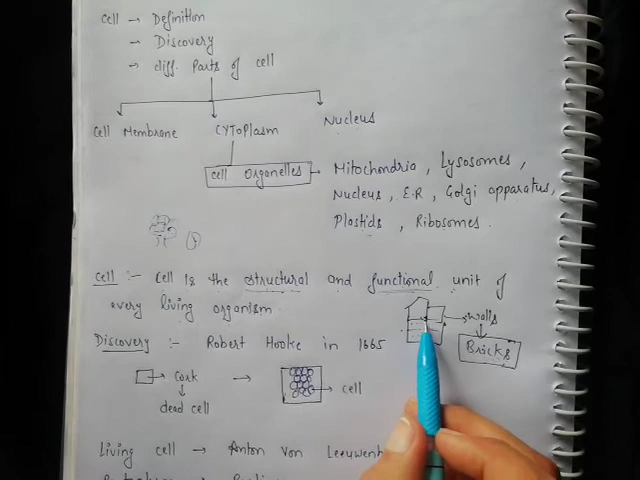 Cell → Definition
→ Discovery
→ diff. Parts of cell
Cell Membrane
CYToplasm
Nucleus
Cell Organelles → Mitochondria, Lysosomes,
Nucleus, E.R, Golgi apparatus,
Plastids, Ribosomes.
Cell :- Cell is the structural and functional unit of
every living organism.
walls
Bricks
Discovery :- Robert Hooke in 1665
→ Cork →
→ cell
dead cell
Living cell → Anton Von